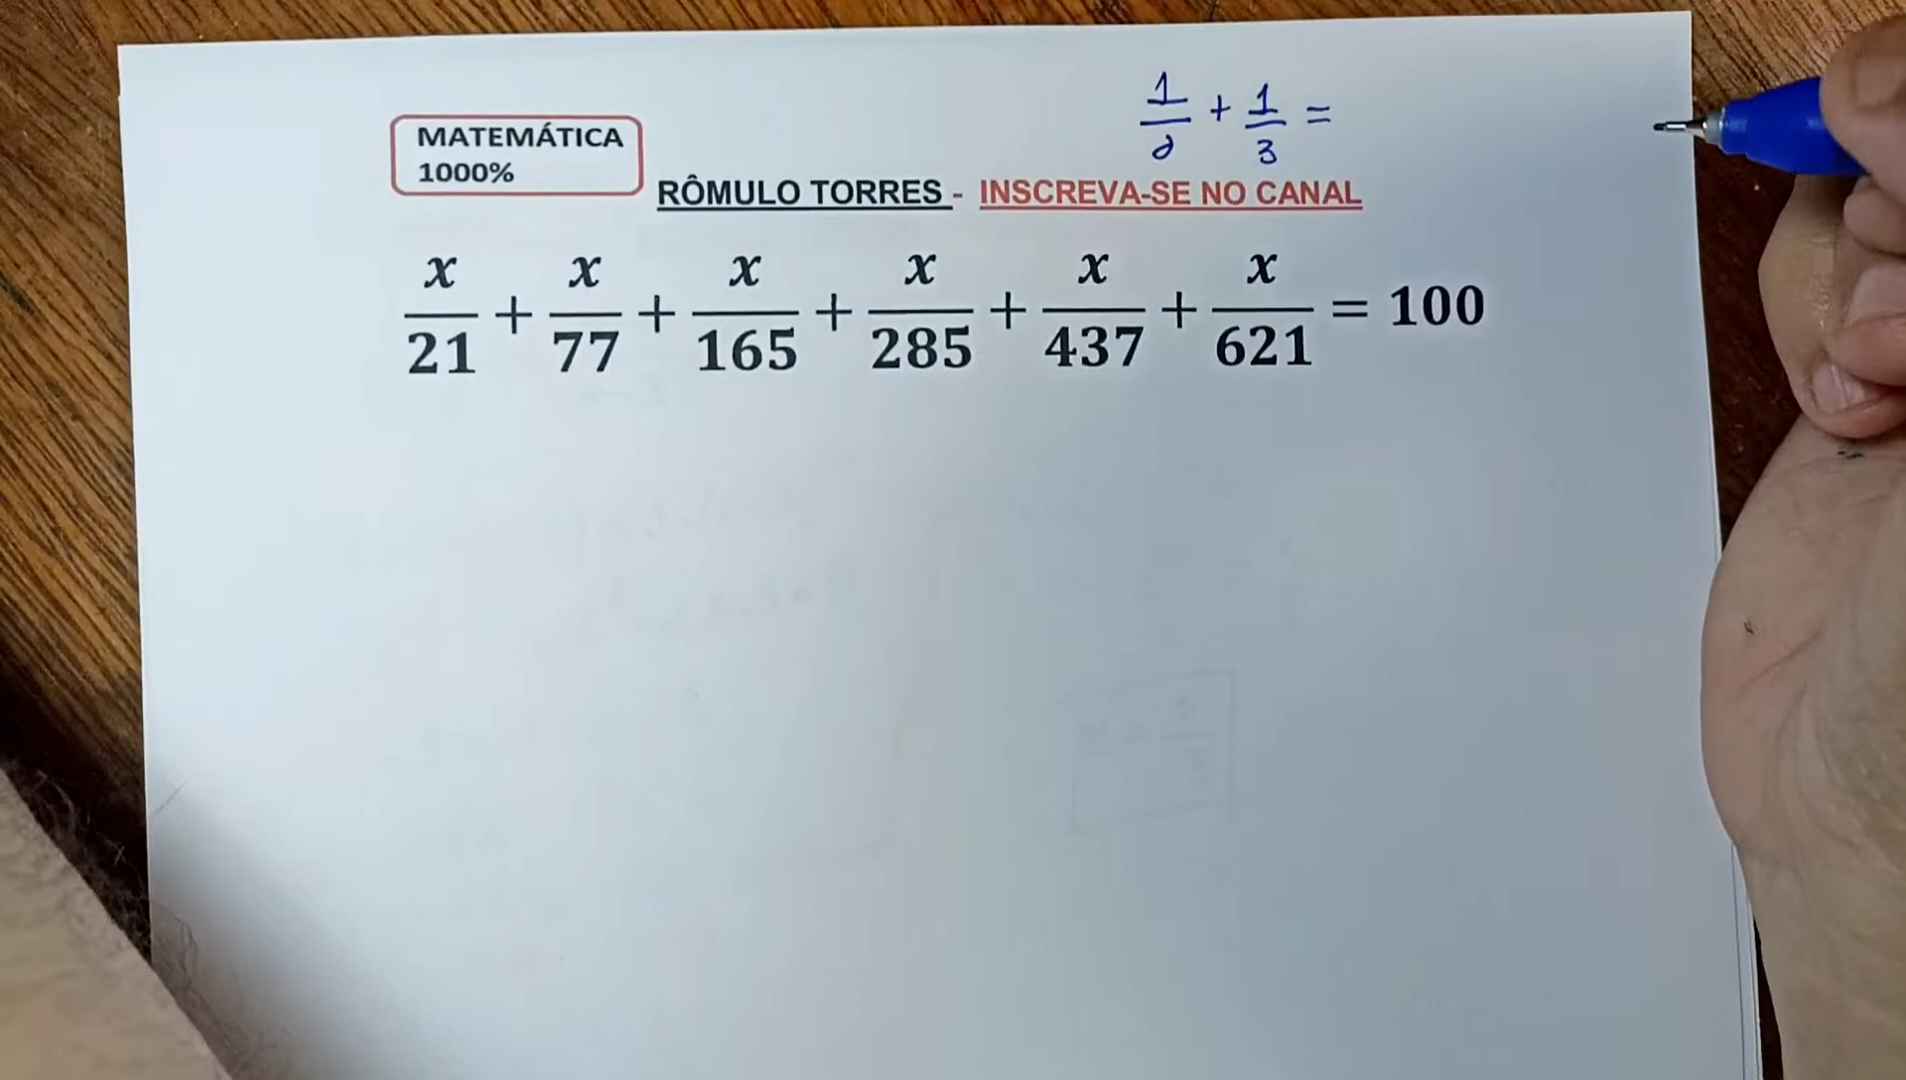 1/2 + 1/3 =
MATEMÁTICA
1000%
RÔMULO TORRES - INSCREVA-SE NO CANAL
x/21 + x/77 + x/165 + x/285 + x/437 + x/621 = 100